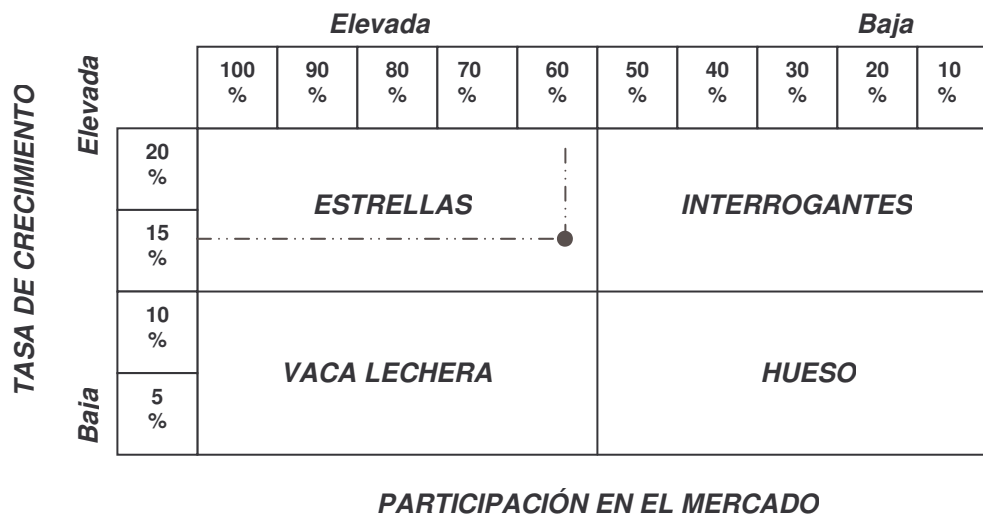 Elevada Baja
100 90 80 70 60 50 40 30 20 10
% % % % % % % % % %
TASA DE CRECIMIENTO
Elevada
20
%
ESTRELLAS INTERROGANTES
15
%
10
%
VACA LECHERA HUESO
5
%
Baia
PARTICIPACIÓN EN EL MERCADO